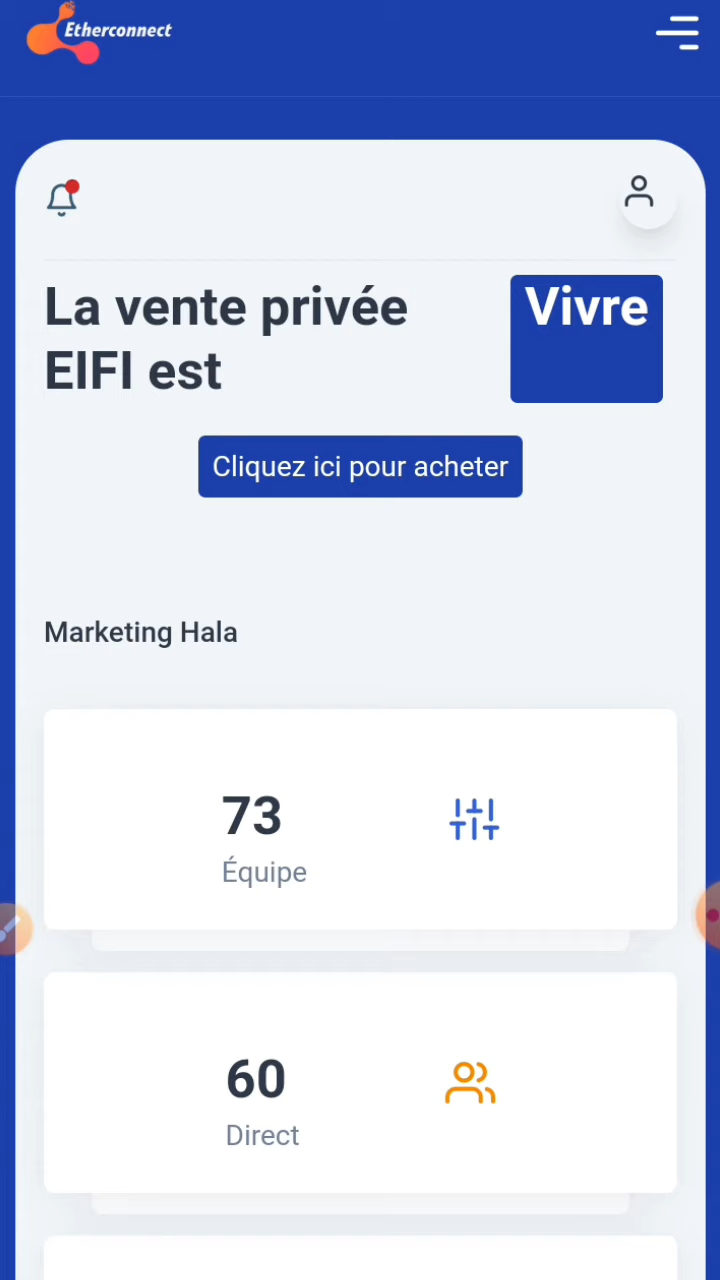 Etherconnect
La vente privée
EIFI est
Vivre
Cliquez ici pour acheter
Marketing Hala
73
Équipe
60
Direct